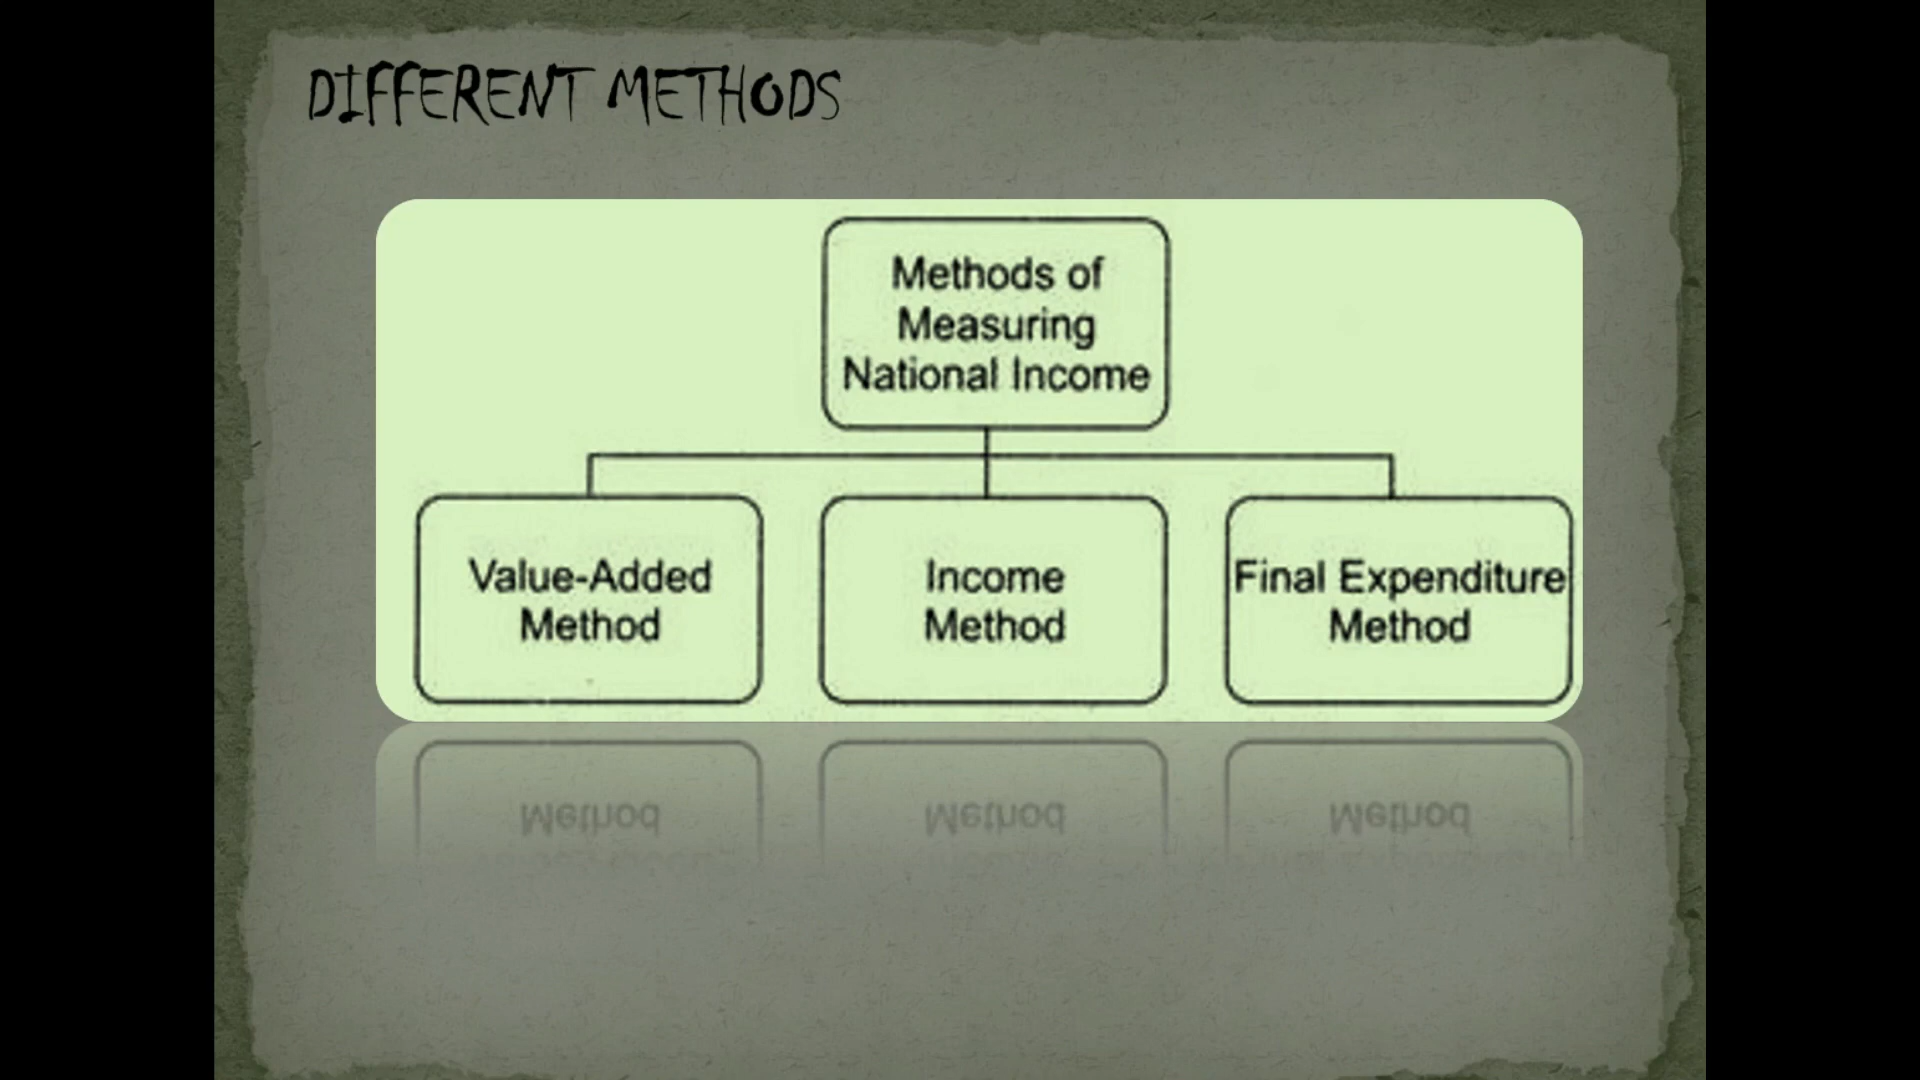 DIFFERENT METHODS
Methods of
Measuring
National Income
Value-Added
Method
Income
Method
Final Expenditure
Method